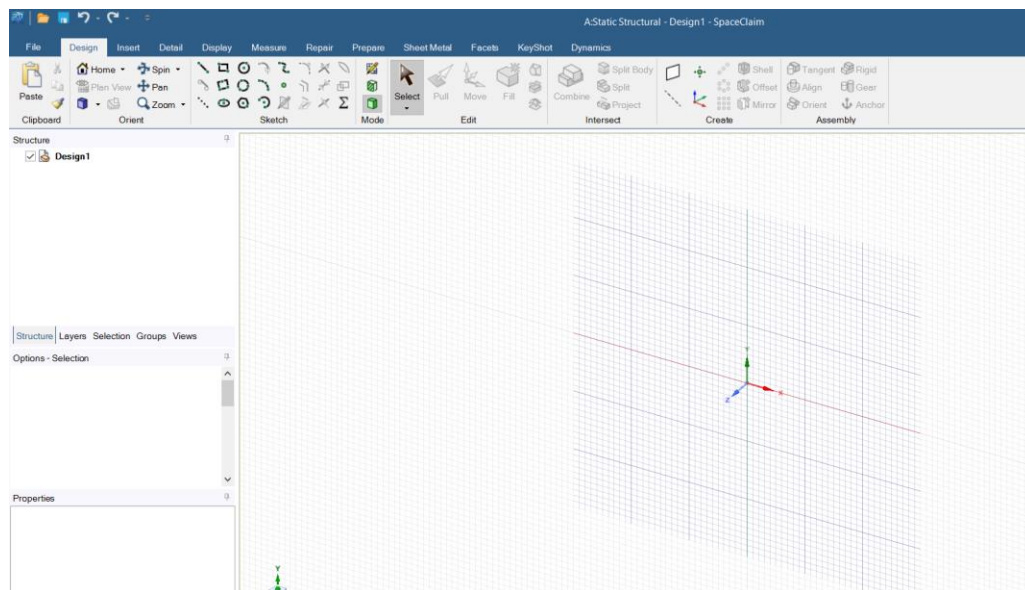 A:Static Structural - Design1 - SpaceClaim
File Design Insert Detail Display Measure Repair Prepare Sheet Metal Facets KeyShot Dynamics
Home Spin Split Body Shell Tangent Rigid
Plan View Pan Split Offset Align Gear
Paste Select Pull Move Fill Combine
Zoom Project Mirror Orient Anchor
Clipboard Orient Sketch Mode Edit Intersect Create Assembly
Structure
Design1
Structure Layers Selection Groups Views
Options - Selection
Properties
Y
X
Z
Y